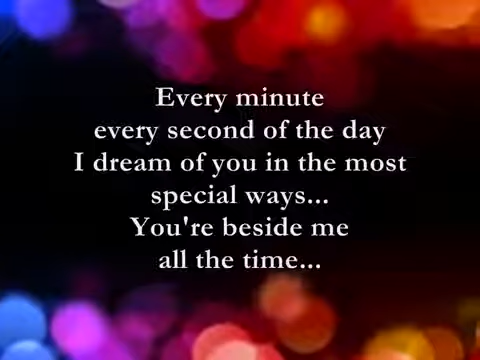 Every minute
every second of the day
I dream of you in the most
special ways...
You're beside me
all the time...